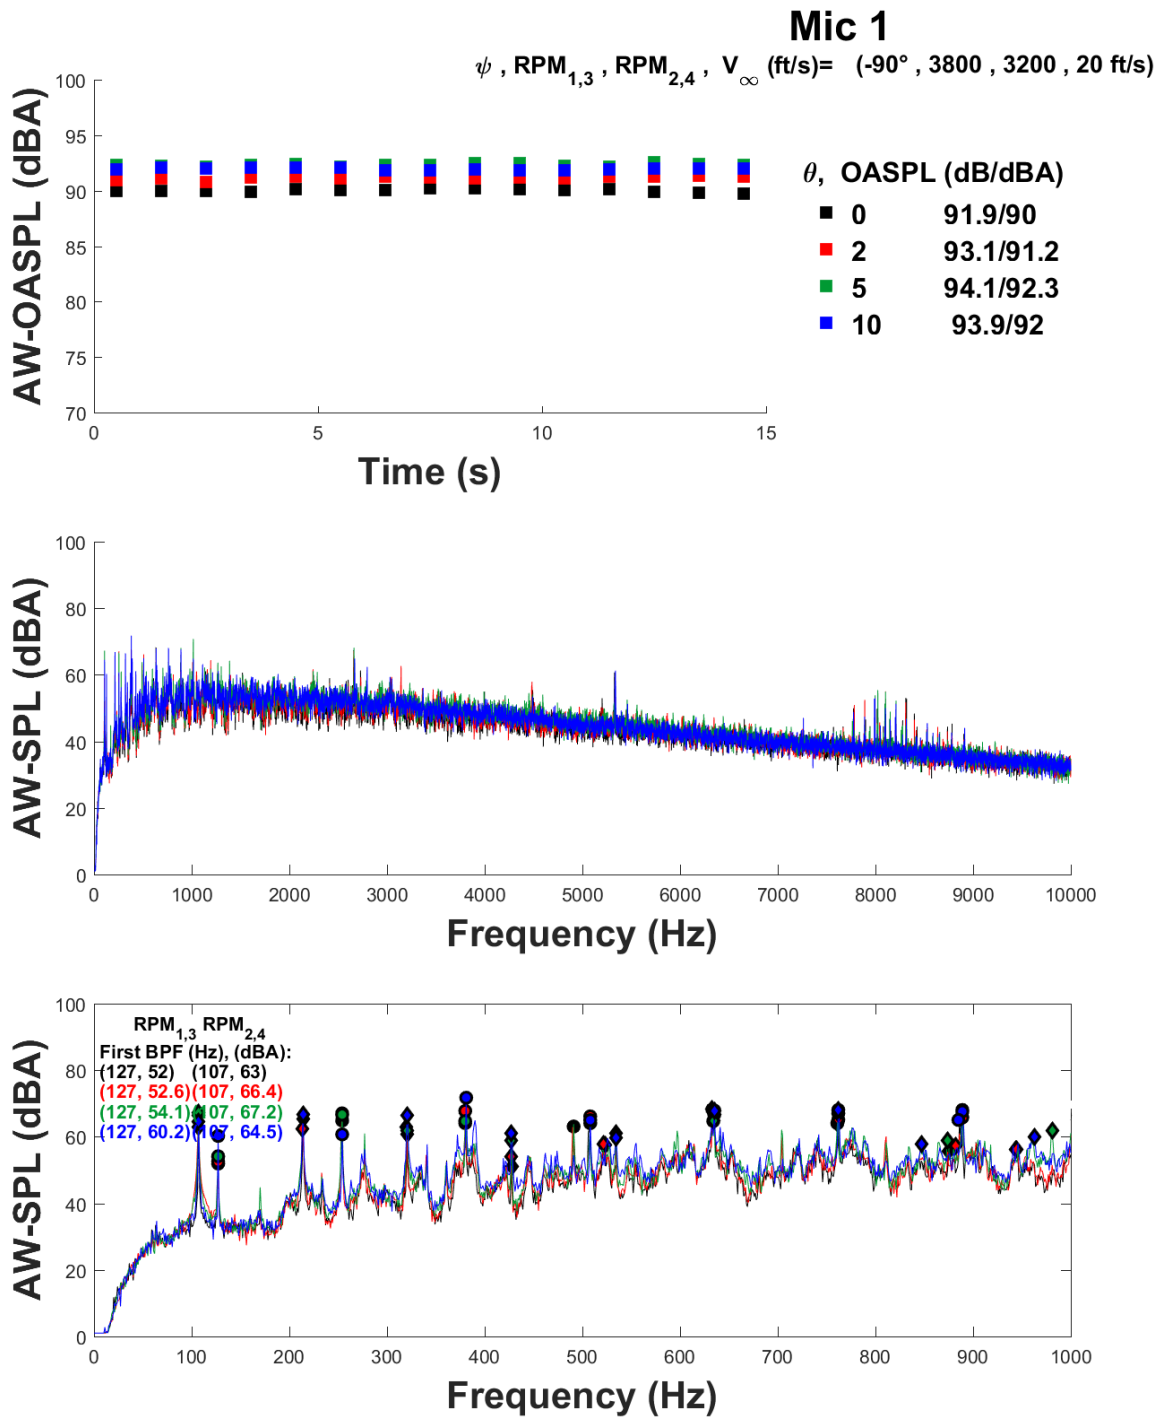 Mic 1
ψ , RPM1,3 , RPM2,4 , V∞ (ft/s)= (-90° , 3800 , 3200 , 20 ft/s)
AW-OASPL (dBA)
100
95
90
85
80
75
70
0 5 10 15
Time (s)
θ, OASPL (dB/dBA)
0 91.9/90
2 93.1/91.2
5 94.1/92.3
10 93.9/92
AW-SPL (dBA)
100
80
60
40
20
0
0 1000 2000 3000 4000 5000 6000 7000 8000 9000 10000
Frequency (Hz)
AW-SPL (dBA)
100
80
60
40
20
0
RPM1,3 RPM2,4
First BPF (Hz), (dBA):
(127, 52) (107, 63)
(127, 52.6)(107, 66.4)
(127, 54.1)(107, 67.2)
(127, 60.2)(107, 64.5)
0 100 200 300 400 500 600 700 800 900 1000
Frequency (Hz)